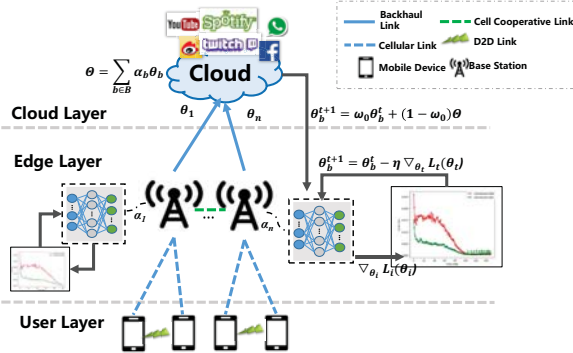 Backhaul
Link
Cell Cooperative Link
Cellular Link
D2D Link
Mobile Device
Base Station
YouTube
Spotify
twitch
Cloud
Θ = ∑ α_b θ_b
b∈B
Cloud Layer
θ_1
θ_n
θ_b^{t+1} = ω_0 θ_b^t + (1 − ω_0)Θ
Edge Layer
θ_b^{t+1} = θ_b^t − η ▽_{θ_t} L_t(θ_t)
α_1
...
α_n
▽_{θ_i} L_i(θ_i)
User Layer